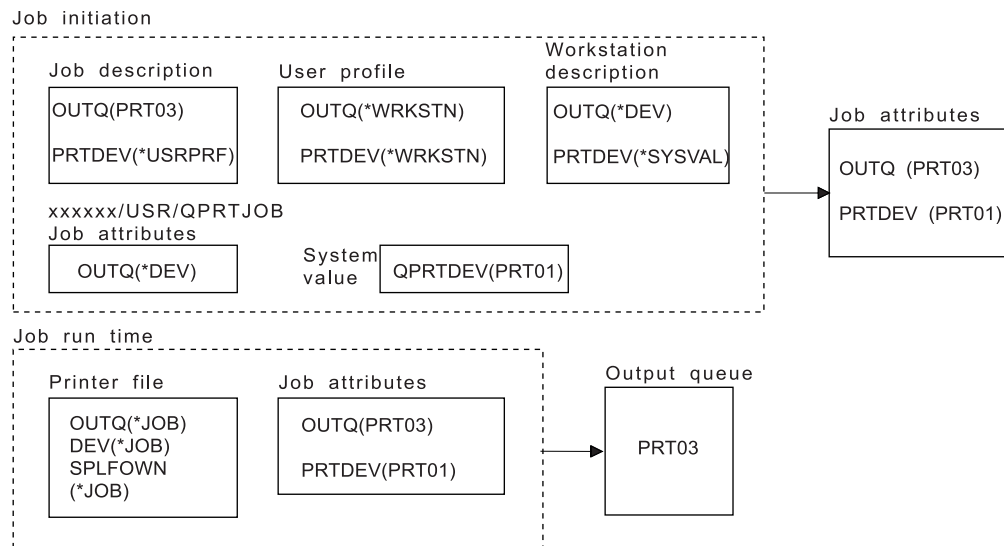 Job initiation
Job description
OUTQ(PRT03)
PRTDEV(*USRPRF)
User profile
OUTQ(*WRKSTN)
PRTDEV(*WRKSTN)
Workstation
description
OUTQ(*DEV)
PRTDEV(*SYSVAL)
Job attributes
OUTQ (PRT03)
PRTDEV (PRT01)
xxxxxx/USR/QPRTJOB
Job attributes
OUTQ(*DEV)
System
value
QPRTDEV(PRT01)
Job run time
Printer file
OUTQ(*JOB)
DEV(*JOB)
SPLFOWN
(*JOB)
Job attributes
OUTQ(PRT03)
PRTDEV(PRT01)
Output queue
PRT03